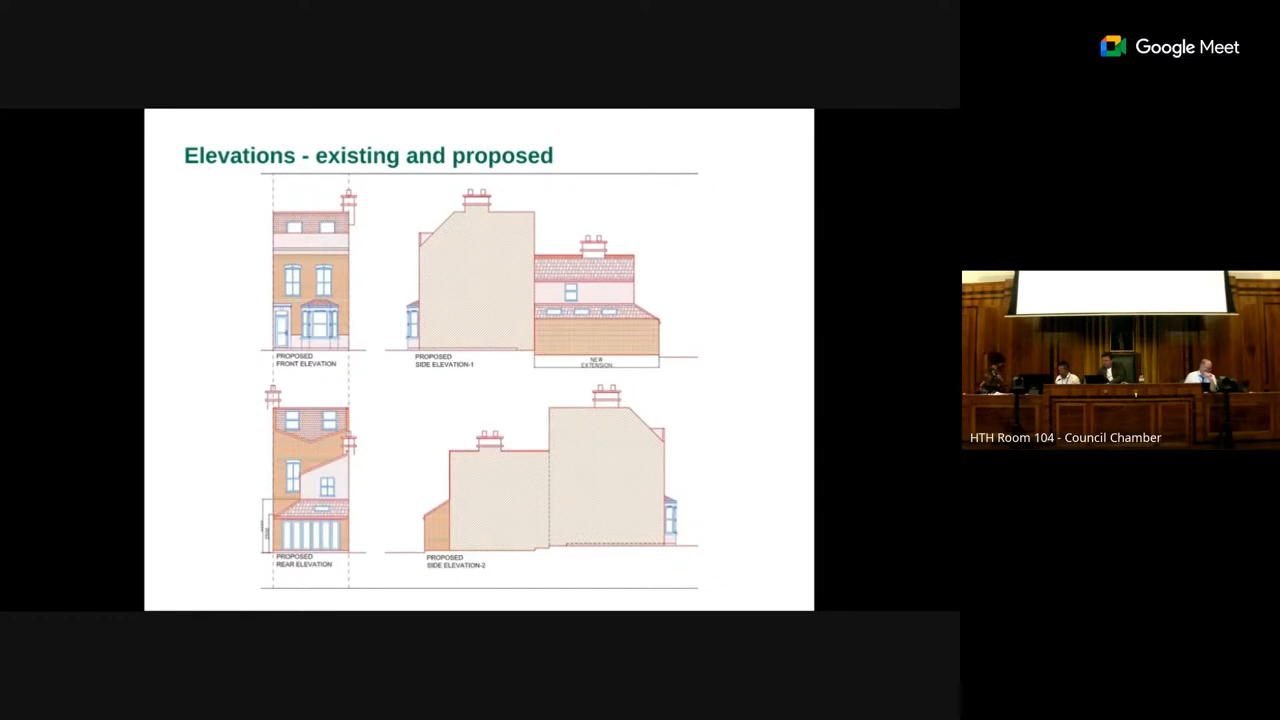 Google Meet
Elevations - existing and proposed
PROPOSED
FRONT ELEVATION
PROPOSED
SIDE ELEVATION-1
NEW
EXTENSION
PROPOSED
REAR ELEVATION
PROPOSED
SIDE ELEVATION-2
HTH Room 104 - Council Chamber